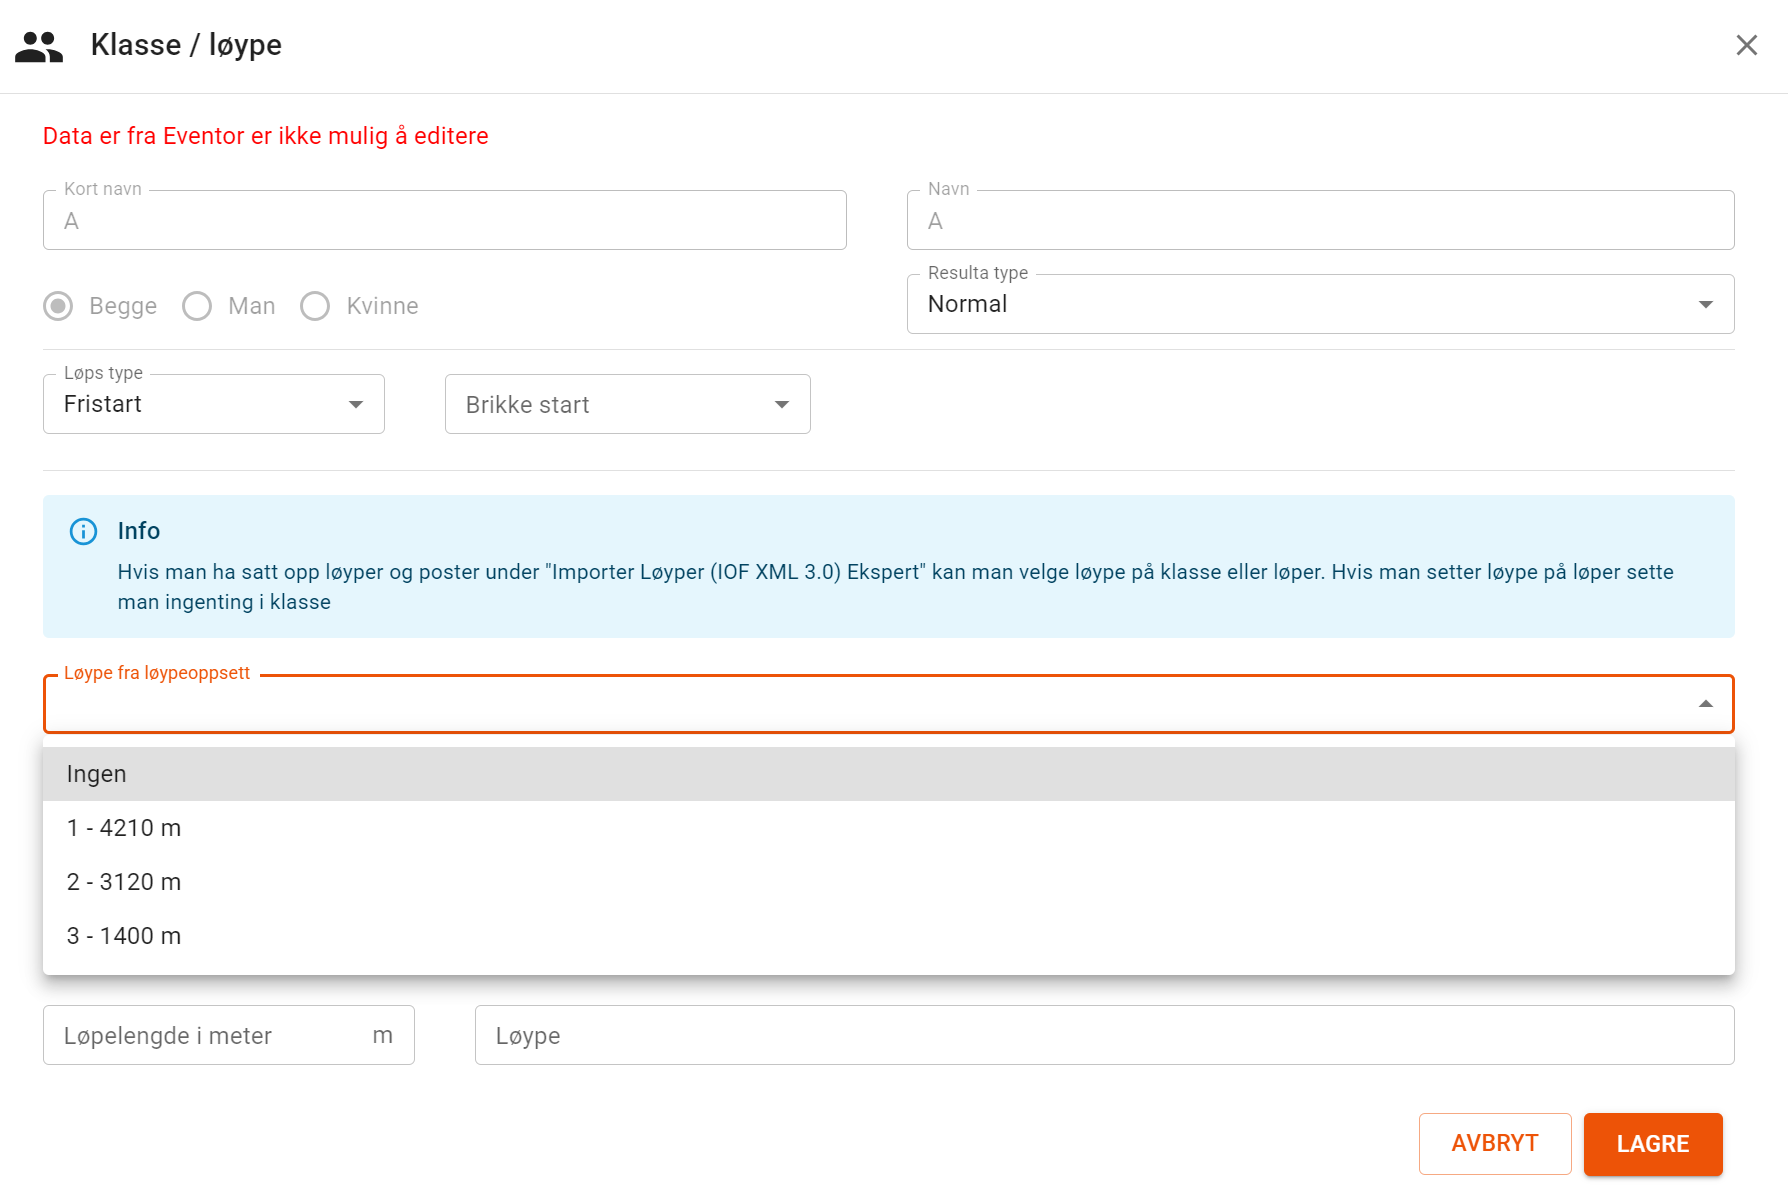 Klasse / løype
Data er fra Eventor er ikke mulig å editere
Kort navn
A
Navn
A
Begge
Man
Kvinne
Resulta type
Normal
Løps type
Fristart
Brikke start
Info
Hvis man ha satt opp løyper og poster under "Importer Løyper (IOF XML 3.0) Ekspert" kan man velge løype på klasse eller løper. Hvis man setter løype på løper sette
man ingenting i klasse
Løype fra løypeoppsett
Ingen
1 - 4210 m
2 - 3120 m
3 - 1400 m
Løpelengde i meter m
Løype
AVBRYT
LAGRE